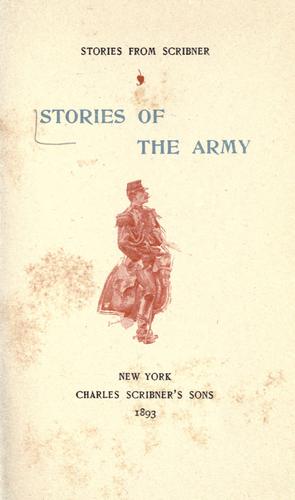 STORIES FROM SCRIBNER
STORIES OF
THE ARMY
NEW YORK
CHARLES SCRIBNER'S SONS
1893